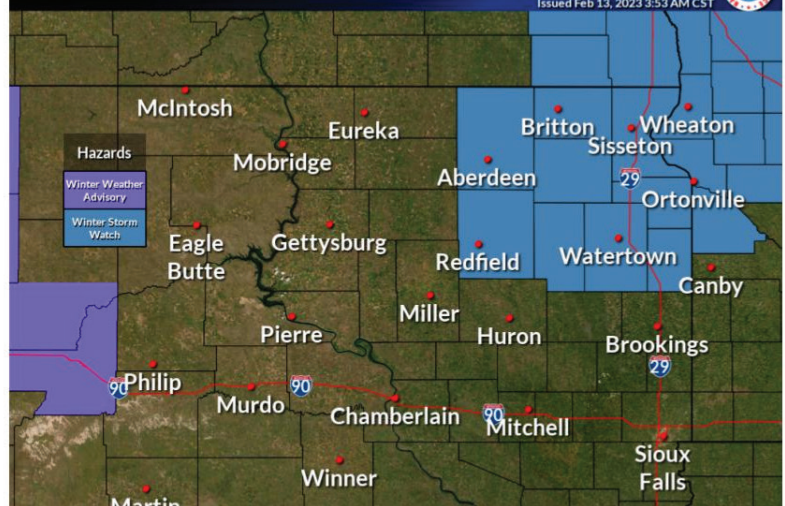 Issued Feb 13, 2023 3:53 AM CST
McIntosh
Eureka
Britton
Wheaton
Sisseton
Hazards
Mobridge
Aberdeen
29
Winter Weather
Advisory
Ortonville
Winter Storm
Watch
Eagle
Butte
Gettysburg
Redfield
Watertown
Canby
Miller
Pierre
Huron
Brookings
29
90
Philip
90
Murdo
Chamberlain
90
Mitchell
Sioux
Falls
Winner
Martin